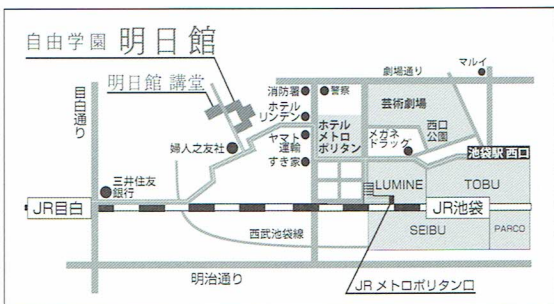 自由学園 明日館
明日館 講堂
目白通り
消防署
警察
ホテル
リンデン
ヤマト
運輸
すき家
婦人之友社
三井住友
銀行
劇場通り
マルイ
芸術劇場
西口
公園
ホテル
メトロ
ポリタン
メガネ
ドラッグ
池袋駅 西口
LUMINE
TOBU
JR目白
JR池袋
SEIBU
PARCO
西武池袋線
明治通り
JR メトロポリタン口